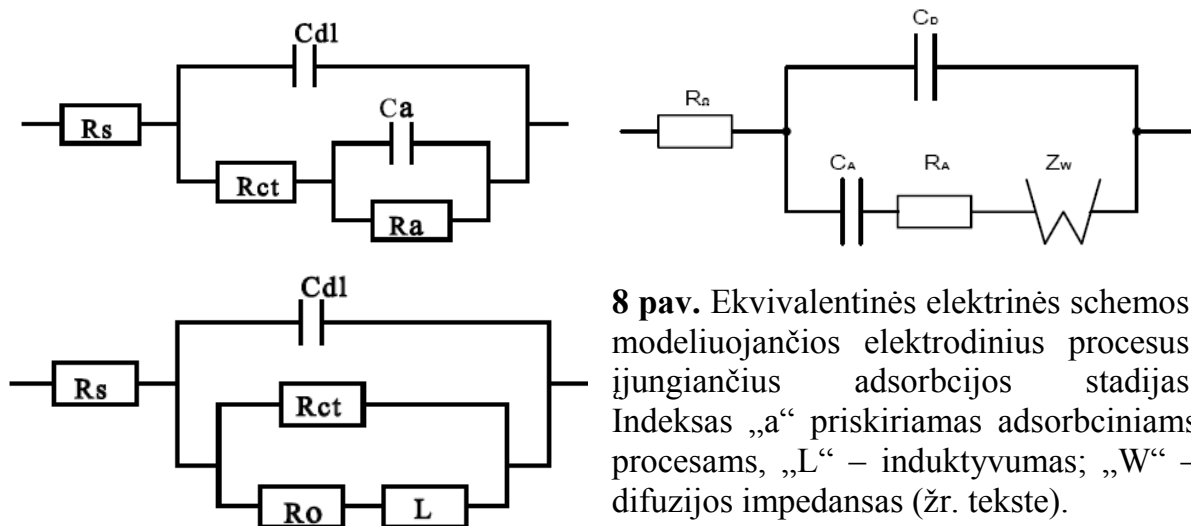 Cdl
Rs
Ca
Rct
Ra
C_D
R_Ω
C_A R_A Z_W
Cdl
Rs
Rct
Ro L
8 pav. Ekvivalentinės elektrinės schemos
modeliuojančios elektrodinius procesus
įjungiančius adsorbcijos stadijas
Indeksas „a“ priskiriamas adsorbciniams
procesams, „L“ – induktyvumas; „W“ –
difuzijos impedansas (žr. tekste).